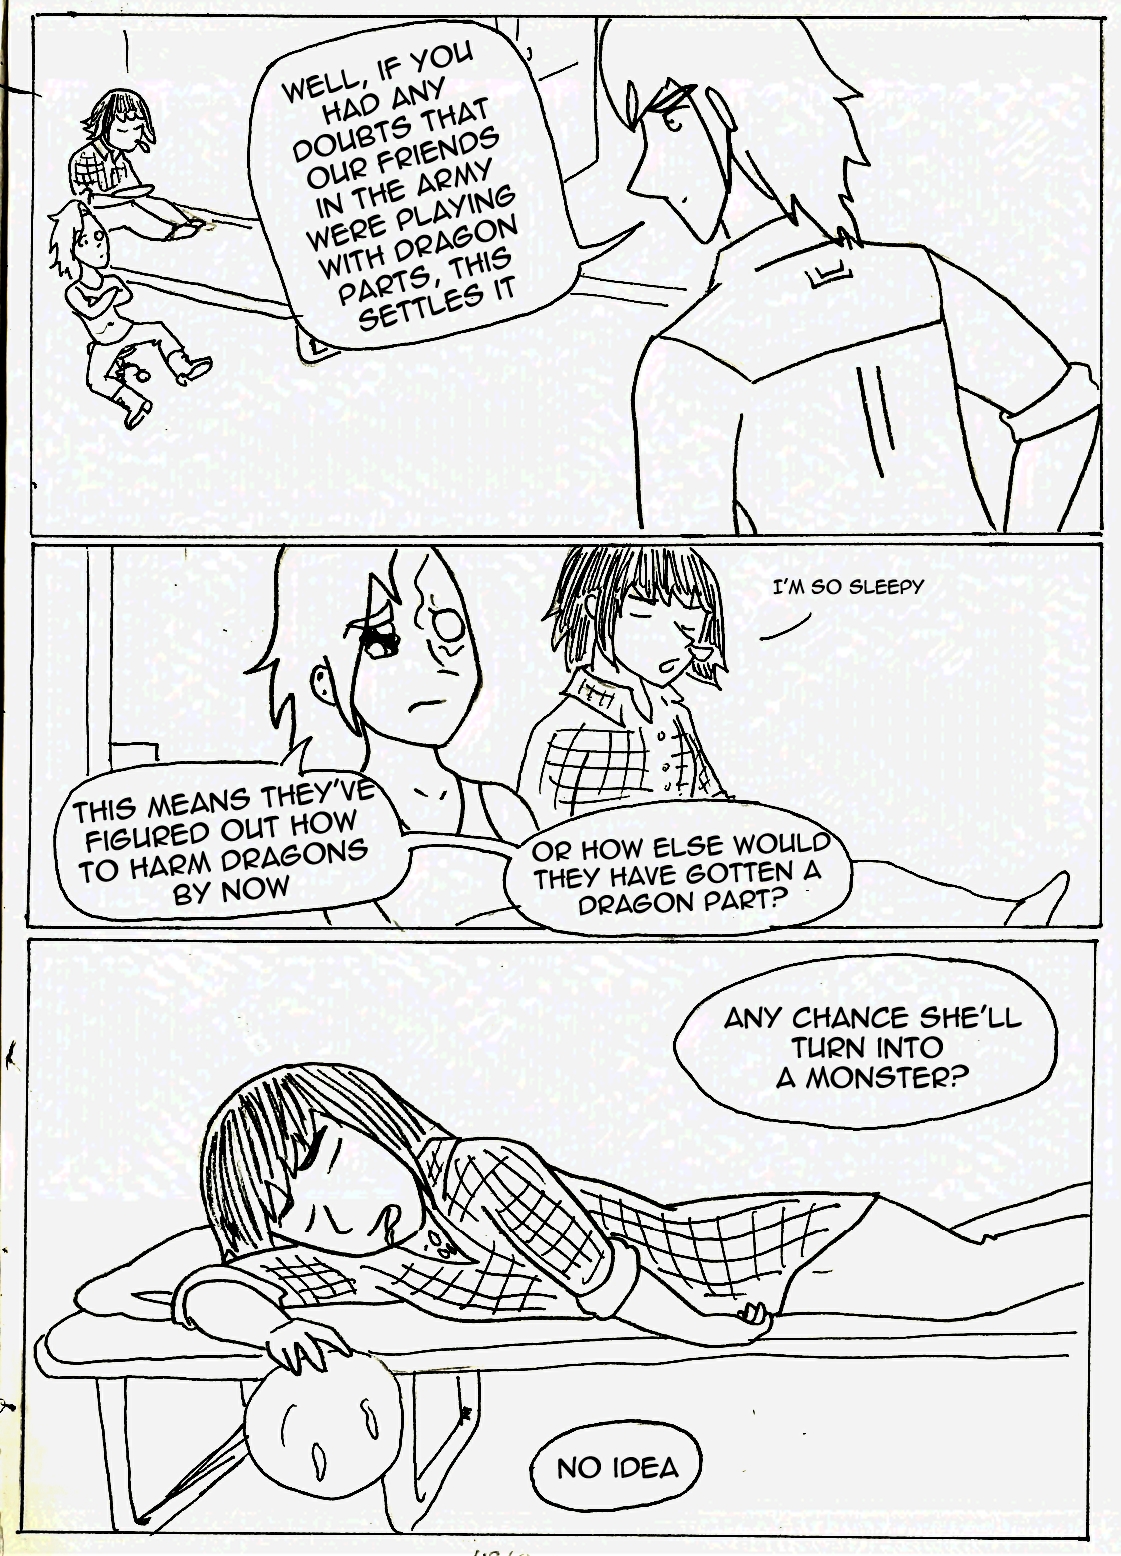 WELL, IF YOU
HAD ANY
DOUBTS THAT
OUR FRIENDS
IN THE ARMY
WERE PLAYING
WITH DRAGON
PARTS, THIS
SETTLES IT
I'M SO SLEEPY
THIS MEANS THEY'VE
FIGURED OUT HOW
TO HARM DRAGONS
BY NOW
OR HOW ELSE WOULD
THEY HAVE GOTTEN A
DRAGON PART?
ANY CHANCE SHE'LL
TURN INTO
A MONSTER?
NO IDEA